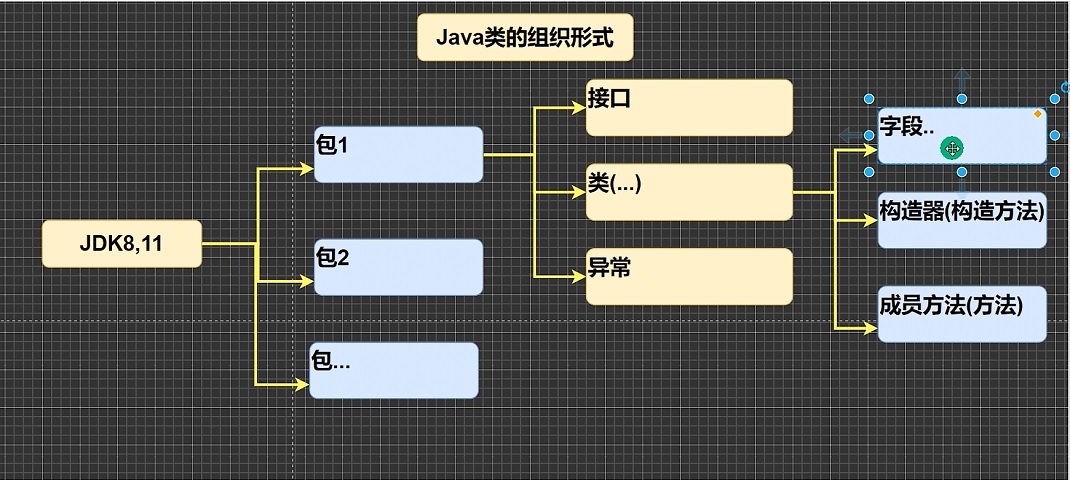 Java类的组织形式
JDK8,11
包1
包2
包...
接口
类(...)
异常
字段..
构造器(构造方法)
成员方法(方法)